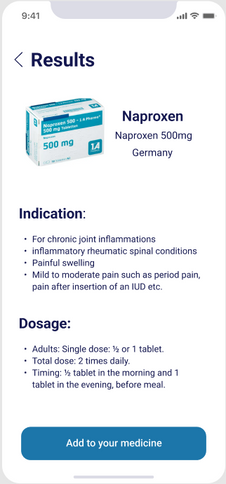 9:41
Results
Naproxen 500 - 1 A Pharma®
500 mg Tabletten
500 mg
1A
Naproxen
Naproxen 500mg
Germany
Indication:
• For chronic joint inflammations
• inflammatory rheumatic spinal conditions
• Painful swelling
• Mild to moderate pain such as period pain,
pain after insertion of an IUD etc.
Dosage:
• Adults: Single dose: ½ or 1 tablet.
• Total dose: 2 times daily.
• Timing: ½ tablet in the morning and 1
tablet in the evening, before meal.
Add to your medicine